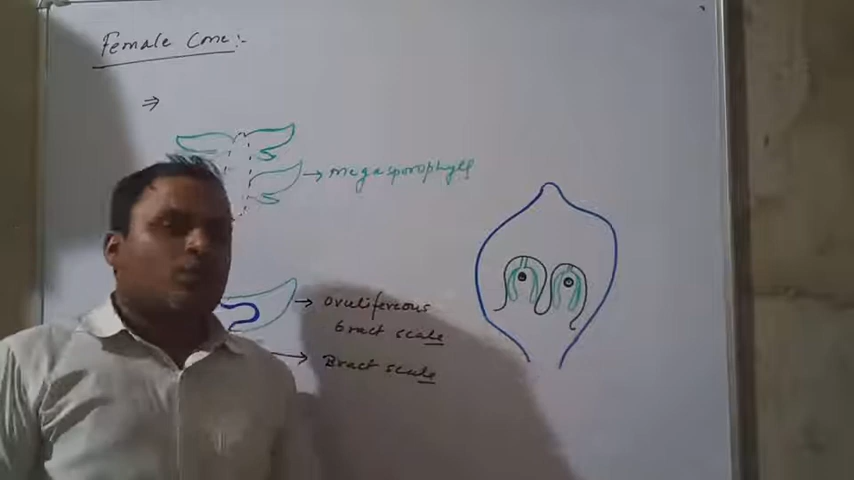 Female Cone:-
⇒
→ megasporophyll
→ ovuliferous
bract scale
→ Bract scale